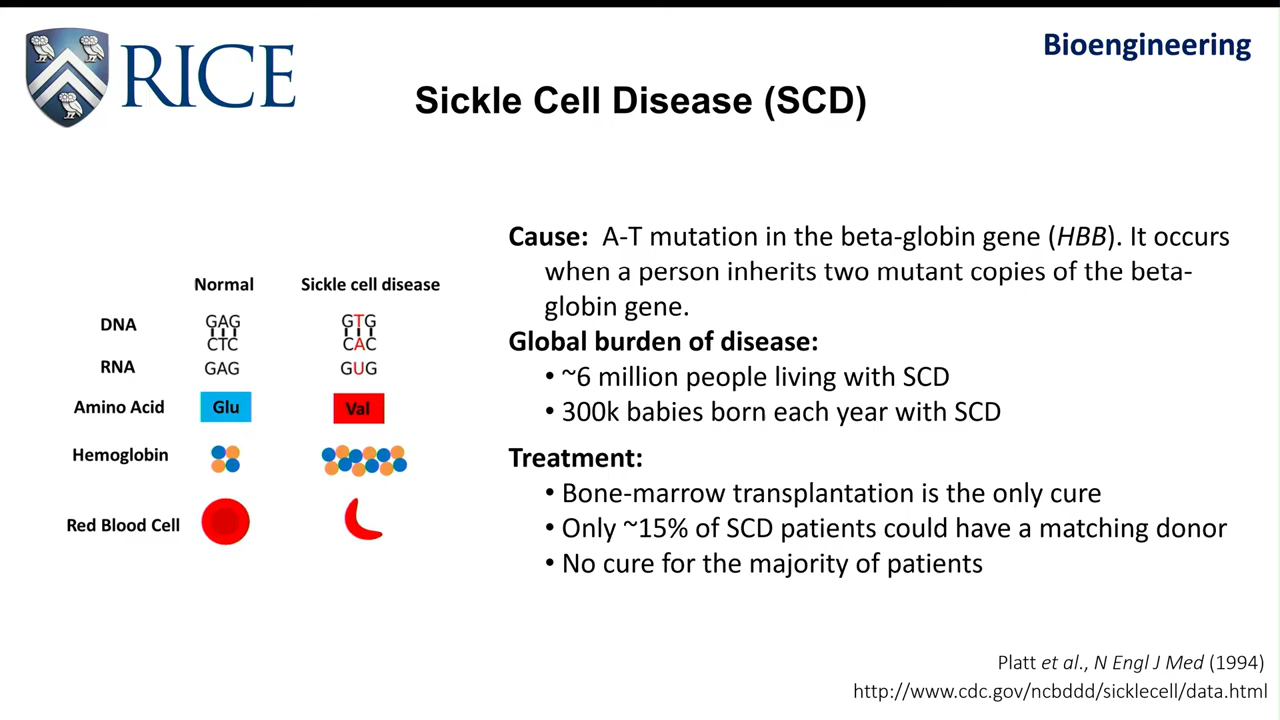 RICE
Bioengineering
Sickle Cell Disease (SCD)
Normal Sickle cell disease
DNA GAG GTG
CTC CAC
RNA GAG GUG
Amino Acid Glu Val
Hemoglobin
Red Blood Cell
Cause: A-T mutation in the beta-globin gene (HBB). It occurs
when a person inherits two mutant copies of the beta-
globin gene.
Global burden of disease:
• ~6 million people living with SCD
• 300k babies born each year with SCD
Treatment:
• Bone-marrow transplantation is the only cure
• Only ~15% of SCD patients could have a matching donor
• No cure for the majority of patients
Platt et al., N Engl J Med (1994)
http://www.cdc.gov/ncbddd/sicklecell/data.html